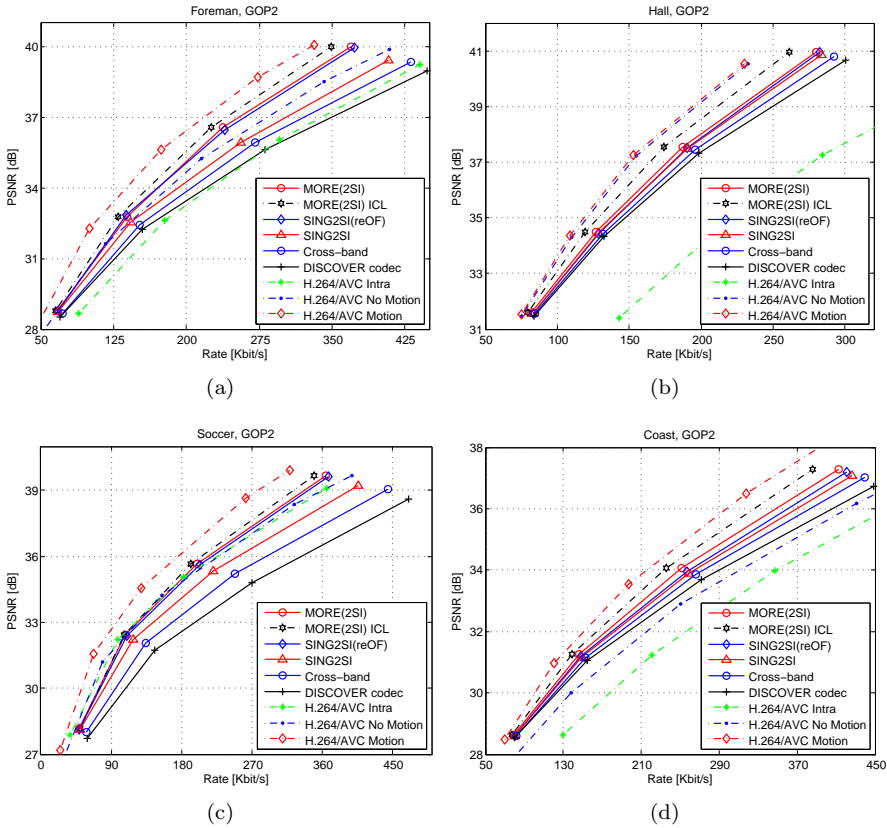 Foreman, GOP2
40
37
34
31
28
PSNR [dB]
50
125
200
275
350
425
Rate [Kbit/s]
MORE(2SI)
MORE(2SI) ICL
SING2SI(reOF)
SING2SI
Cross−band
DISCOVER codec
H.264/AVC Intra
H.264/AVC No Motion
H.264/AVC Motion
(a)
Hall, GOP2
41
39
37
35
33
31
PSNR [dB]
50
100
150
200
250
300
Rate [Kbit/s]
MORE(2SI)
MORE(2SI) ICL
SING2SI(reOF)
SING2SI
Cross−band
DISCOVER codec
H.264/AVC Intra
H.264/AVC No Motion
H.264/AVC Motion
(b)
Soccer, GOP2
39
36
33
30
27
PSNR [dB]
0
90
180
270
360
450
Rate [Kbit/s]
MORE(2SI)
MORE(2SI) ICL
SING2SI(reOF)
SING2SI
Cross−band
DISCOVER codec
H.264/AVC Intra
H.264/AVC No Motion
H.264/AVC Motion
(c)
Coast, GOP2
38
36
34
32
30
28
PSNR [dB]
50
130
210
290
370
450
Rate [Kbit/s]
MORE(2SI)
MORE(2SI) ICL
SING2SI(reOF)
SING2SI
Cross−band
DISCOVER codec
H.264/AVC Intra
H.264/AVC No Motion
H.264/AVC Motion
(d)